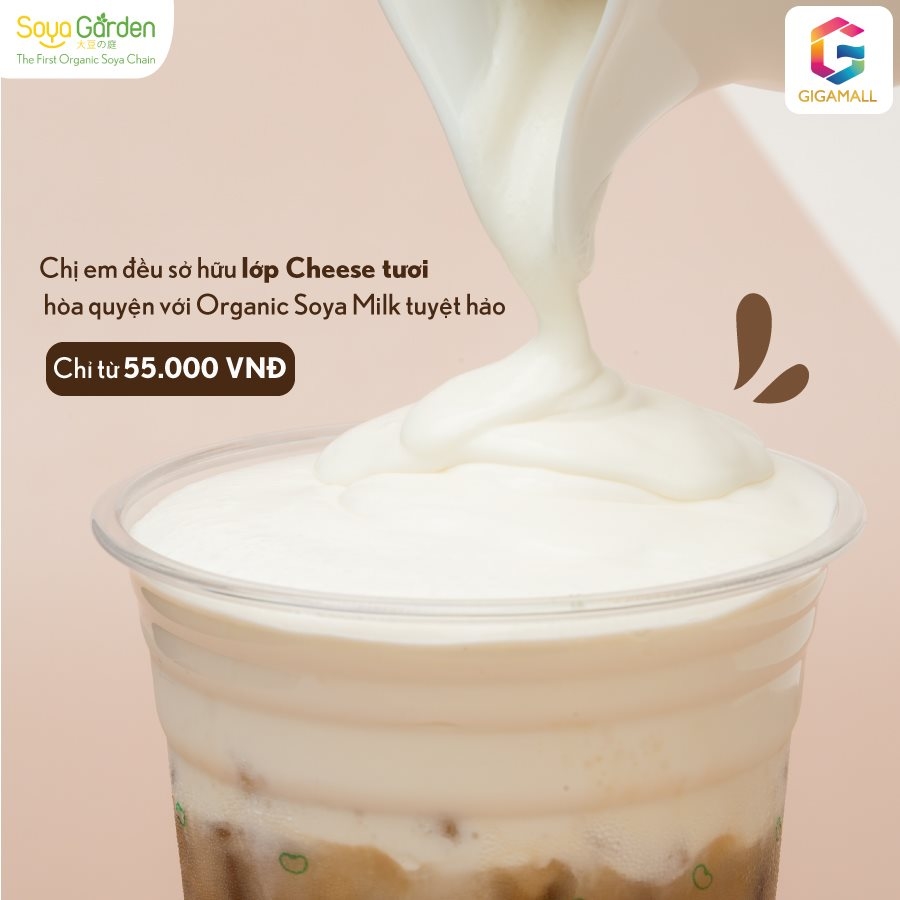 Soya Garden
大豆の庭
The First Organic Soya Chain
GIGAMALL
Chị em đều sở hữu lớp Cheese tươi
hòa quyện với Organic Soya Milk tuyệt hảo
Chỉ từ 55.000 VNĐ